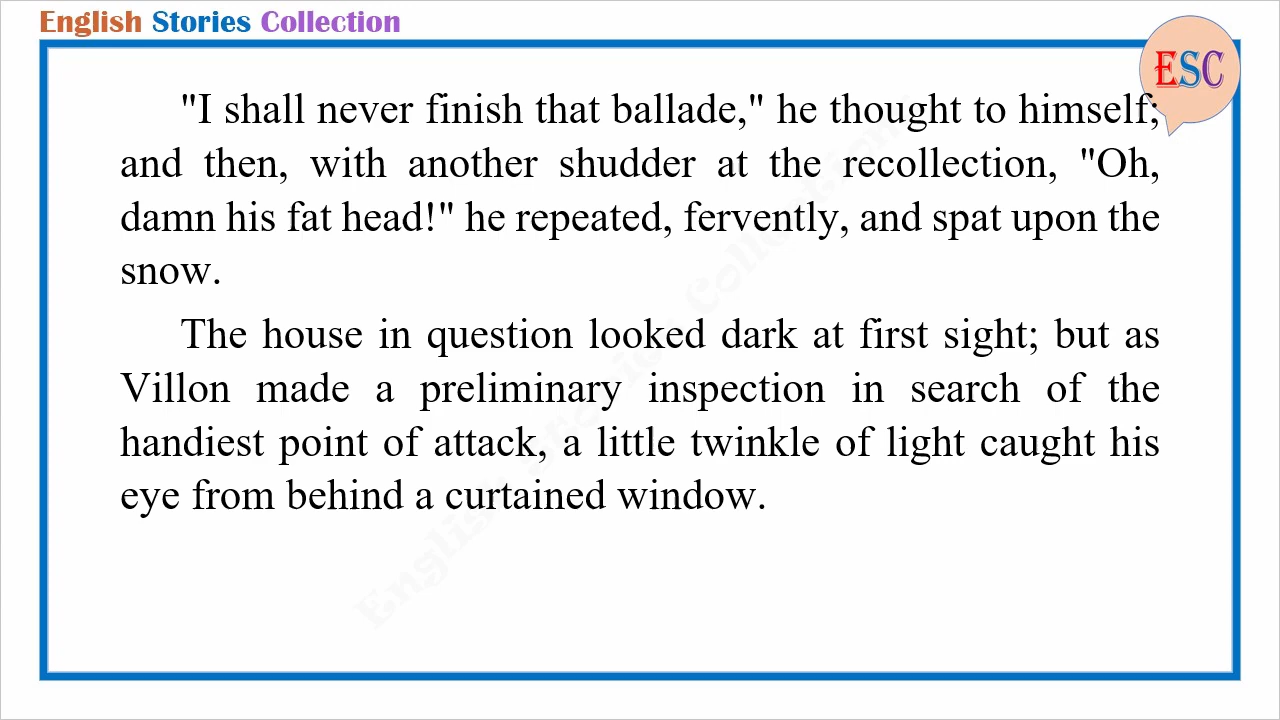 English Stories Collection
ESC
"I shall never finish that ballade," he thought to himself;
and then, with another shudder at the recollection, "Oh,
damn his fat head!" he repeated, fervently, and spat upon the
snow.
The house in question looked dark at first sight; but as
Villon made a preliminary inspection in search of the
handiest point of attack, a little twinkle of light caught his
eye from behind a curtained window.
English Stories Collection